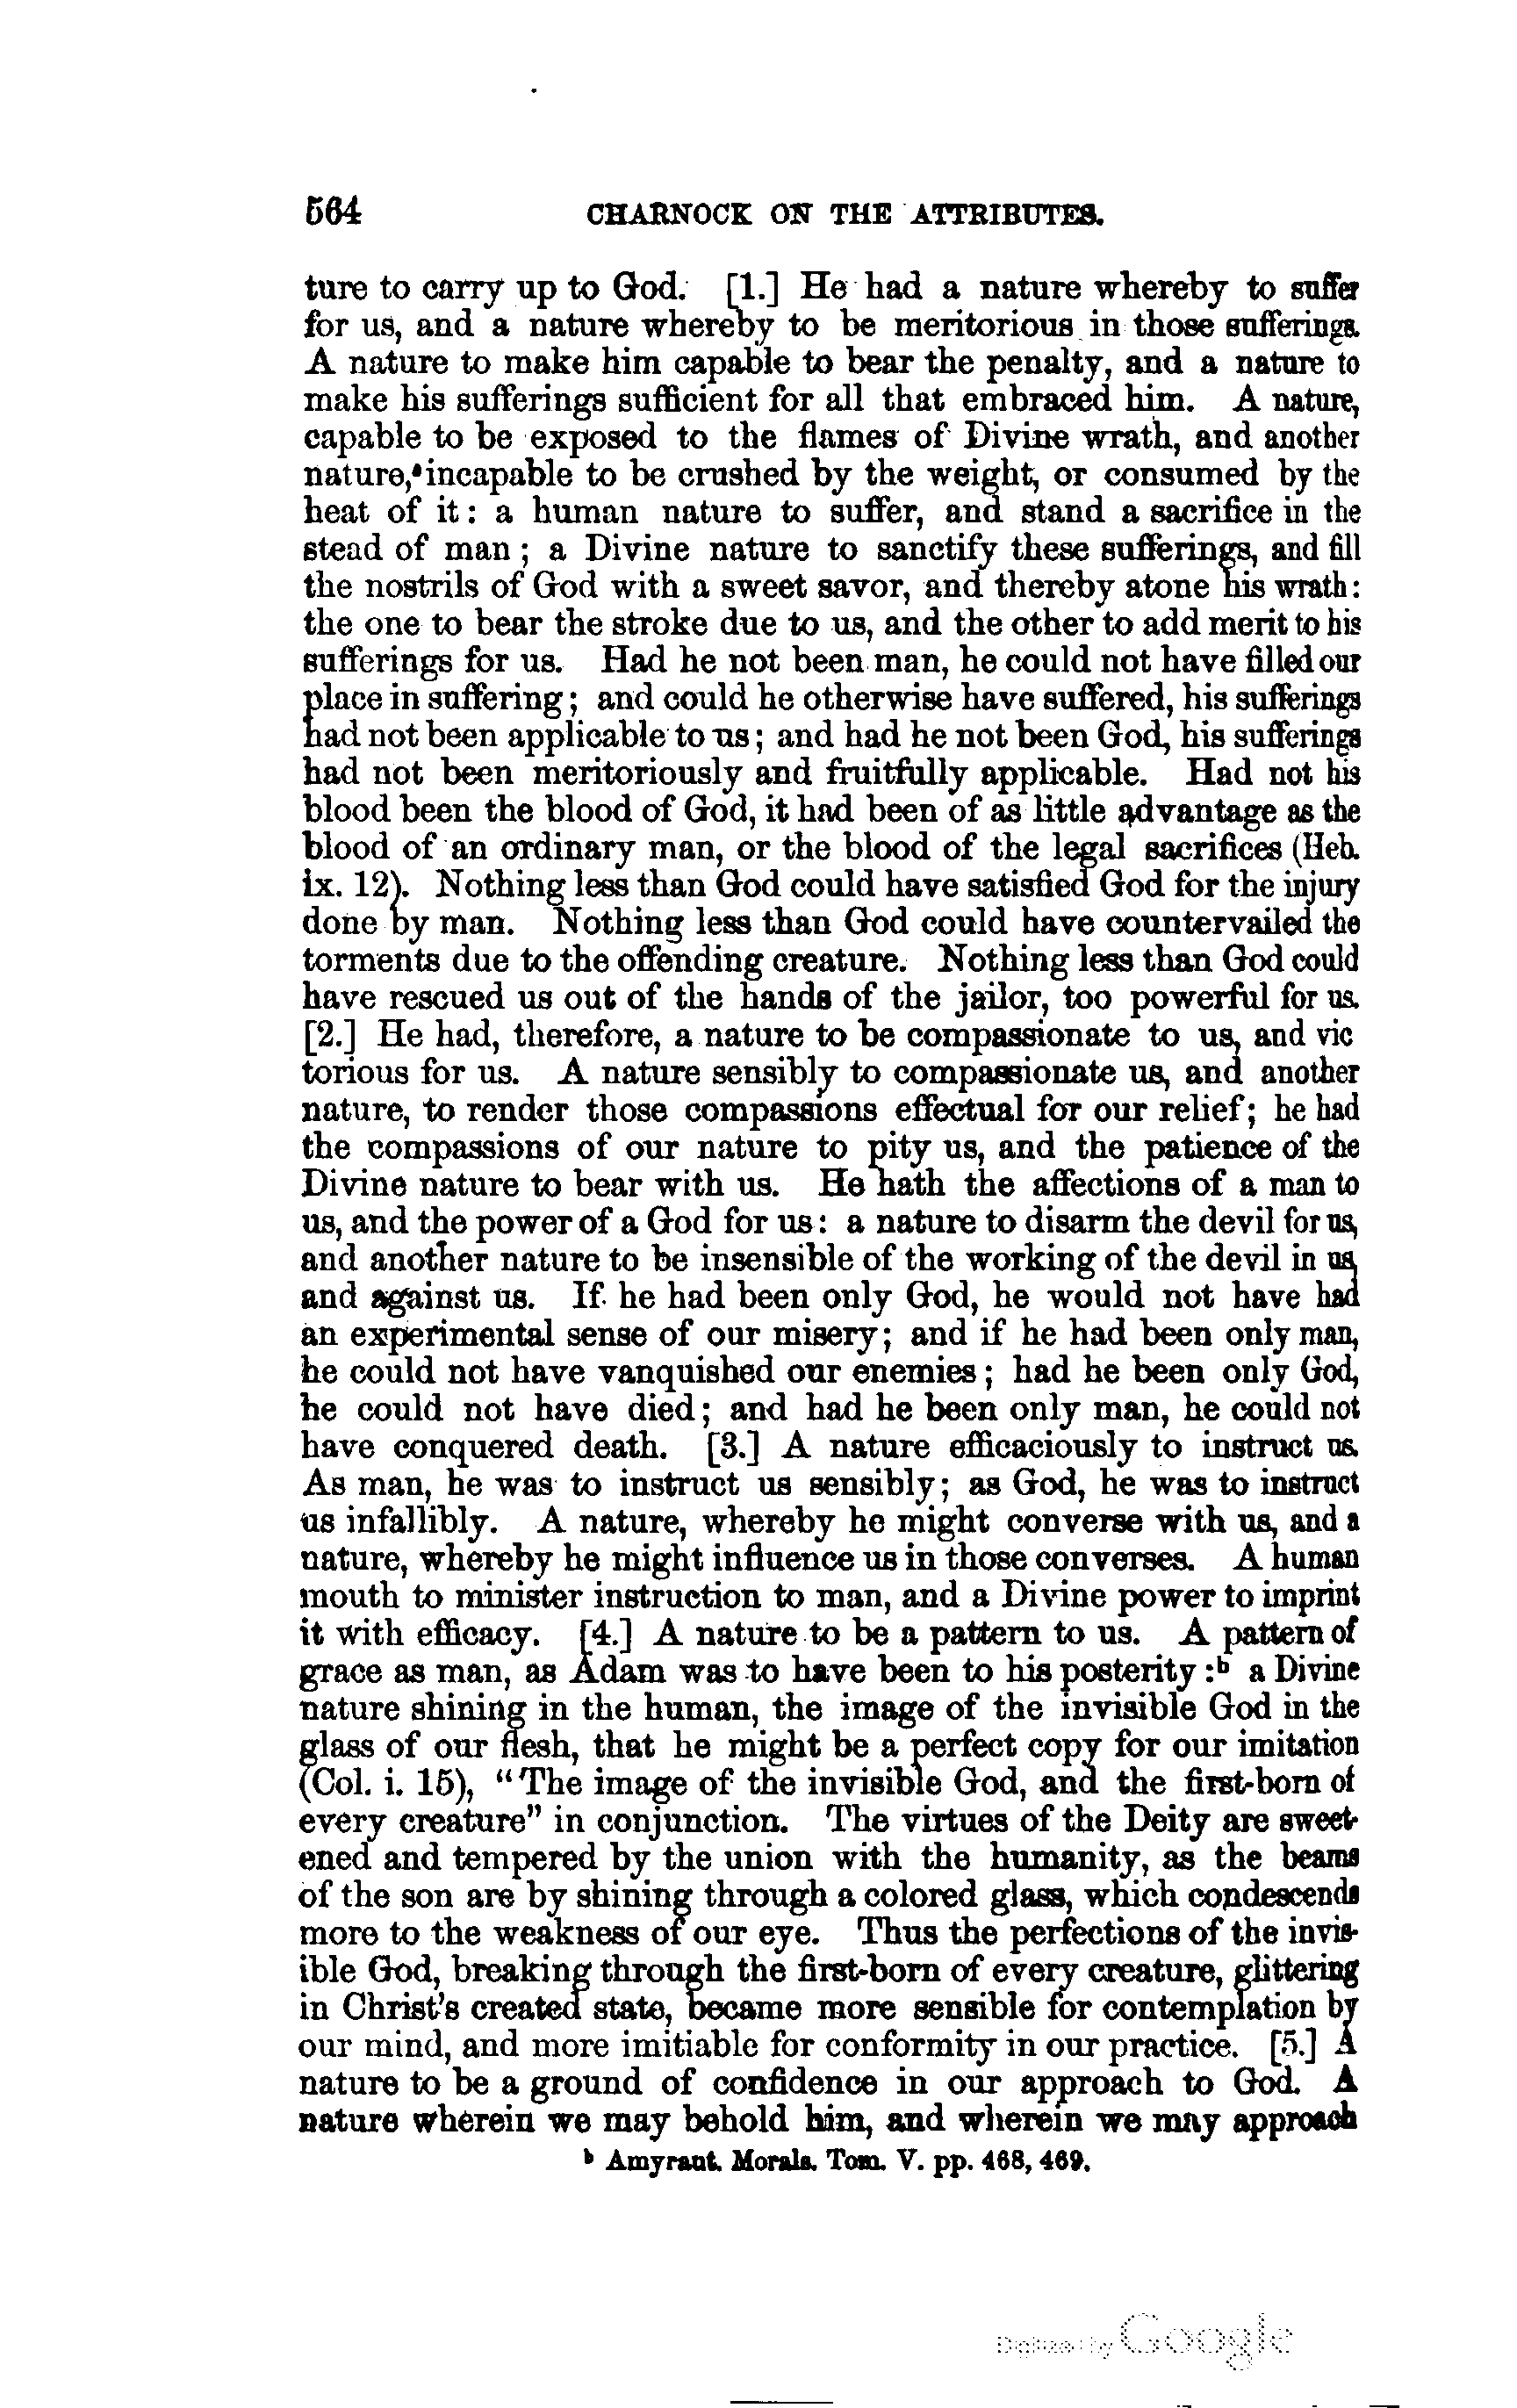 564 CHARNOCK ON THE ATTRIBUTES.
ture to carry up to God. [1.] He had a nature whereby to suffer
for us, and a nature whereby to be meritorious in those sufferings.
A nature to make him capable to bear the penalty, and a nature to
make his sufferings sufficient for all that embraced him. A nature,
capable to be exposed to the flames of Divine wrath, and another
nature, incapable to be crushed by the weight, or consumed by the
heat of it: a human nature to suffer, and stand a sacrifice in the
stead of man; a Divine nature to sanctify these sufferings, and fill
the nostrils of God with a sweet savor, and thereby atone his wrath:
the one to bear the stroke due to us, and the other to add merit to his
sufferings for us. Had he not been man, he could not have filled our
place in suffering; and could he otherwise have suffered, his sufferings
had not been applicable to us; and had he not been God, his sufferings
had not been meritoriously and fruitfully applicable. Had not his
blood been the blood of God, it had been of as little advantage as the
blood of an ordinary man, or the blood of the legal sacrifices (Heb.
ix. 12). Nothing less than God could have satisfied God for the injury
done by man. Nothing less than God could have countervailed the
torments due to the offending creature. Nothing less than God could
have rescued us out of the hands of the jailor, too powerful for us.
[2.] He had, therefore, a nature to be compassionate to us, and vic
torious for us. A nature sensibly to compassionate us, and another
nature, to render those compassions effectual for our relief; he had
the compassions of our nature to pity us, and the patience of the
Divine nature to bear with us. He hath the affections of a man to
us, and the power of a God for us: a nature to disarm the devil for us,
and another nature to be insensible of the working of the devil in us,
and against us. If he had been only God, he would not have had
an experimental sense of our misery; and if he had been only man,
he could not have vanquished our enemies; had he been only God,
he could not have died; and had he been only man, he could not
have conquered death. [3.] A nature efficaciously to instruct us.
As man, he was to instruct us sensibly; as God, he was to instruct
us infallibly. A nature, whereby he might converse with us, and a
nature, whereby he might influence us in those converses. A human
mouth to minister instruction to man, and a Divine power to imprint
it with efficacy. [4.] A nature to be a pattern to us. A pattern of
grace as man, as Adam was to have been to his posterity:b a Divine
nature shining in the human, the image of the invisible God in the
glass of our flesh, that he might be a perfect copy for our imitation
(Col. i. 15), "The image of the invisible God, and the first-born of
every creature" in conjunction. The virtues of the Deity are sweet-
ened and tempered by the union with the humanity, as the beams
of the son are by shining through a colored glass, which condescends
more to the weakness of our eye. Thus the perfections of the invis-
ible God, breaking through the first-born of every creature, glittering
in Christ's created state, became more sensible for contemplation by
our mind, and more imitiable for conformity in our practice. [5.] A
nature to be a ground of confidence in our approach to God. A
nature wherein we may behold him, and wherein we may approach
b Amyraut. Morals. Tom. V. pp. 468, 469.
Digitized by Google